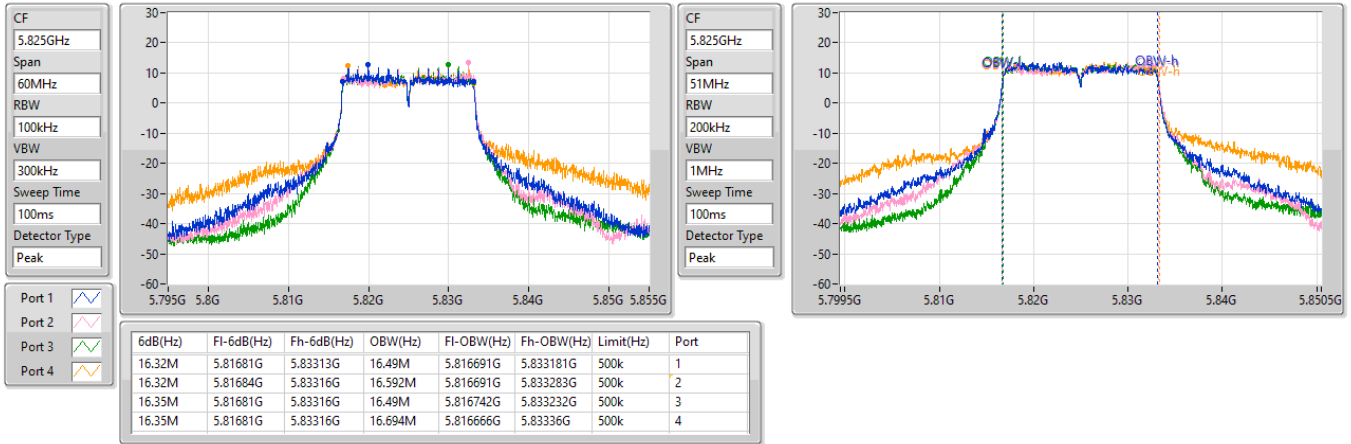 CF
5.825GHz
Span
60MHz
RBW
100kHz
VBW
300kHz
Sweep Time
100ms
Detector Type
Peak
30
20
10
0
-10
-20
-30
-40
-50
-60
5.795G 5.8G 5.81G 5.82G 5.83G 5.84G 5.85G 5.855G
CF
5.825GHz
Span
51MHz
RBW
200kHz
VBW
1MHz
Sweep Time
100ms
Detector Type
Peak
30
20
10
0
-10
-20
-30
-40
-50
-60
OBW-l OBW-h
5.7995G 5.81G 5.82G 5.83G 5.84G 5.8505G
Port 1
Port 2
Port 3
Port 4
6dB(Hz) Fl-6dB(Hz) Fh-6dB(Hz) OBW(Hz) Fl-OBW(Hz) Fh-OBW(Hz) Limit(Hz) Port
16.32M 5.81681G 5.83313G 16.49M 5.816691G 5.833181G 500k 1
16.32M 5.81684G 5.83316G 16.592M 5.816691G 5.833283G 500k 2
16.35M 5.81681G 5.83316G 16.49M 5.816742G 5.833232G 500k 3
16.35M 5.81681G 5.83316G 16.694M 5.816666G 5.83336G 500k 4